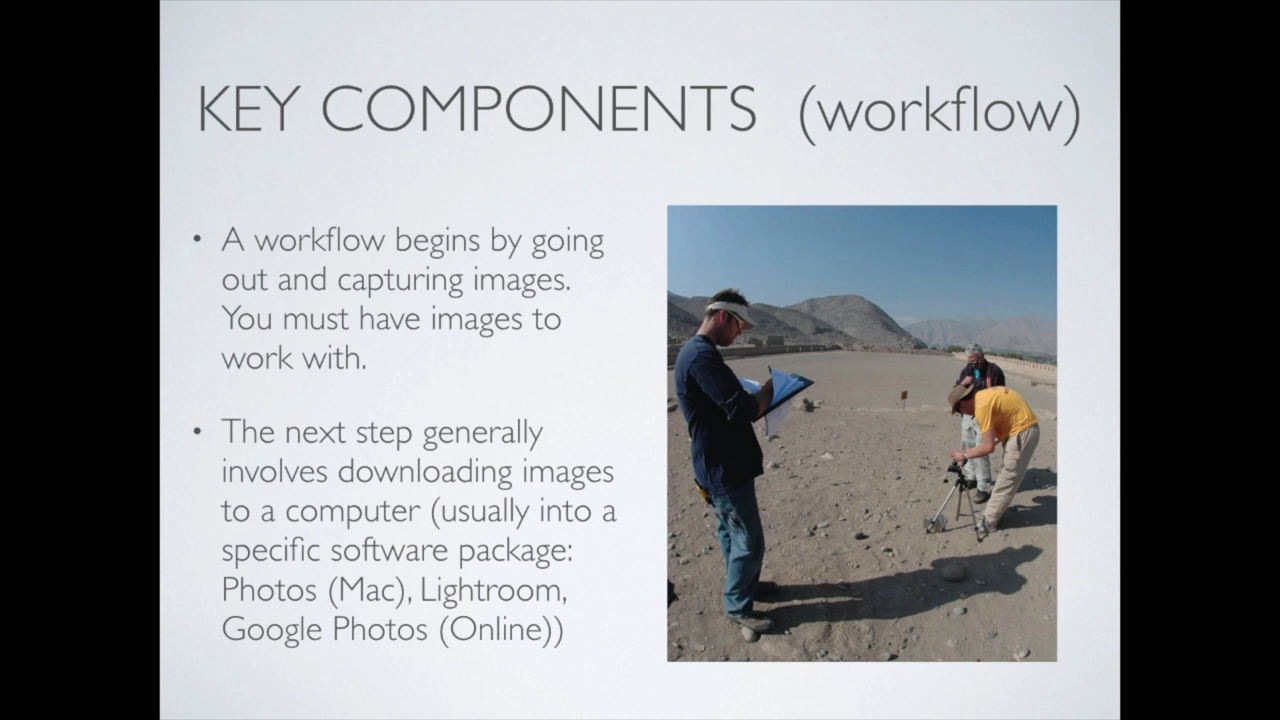 KEY COMPONENTS (workflow)
• A workflow begins by going
out and capturing images.
You must have images to
work with.
• The next step generally
involves downloading images
to a computer (usually into a
specific software package:
Photos (Mac), Lightroom,
Google Photos (Online))